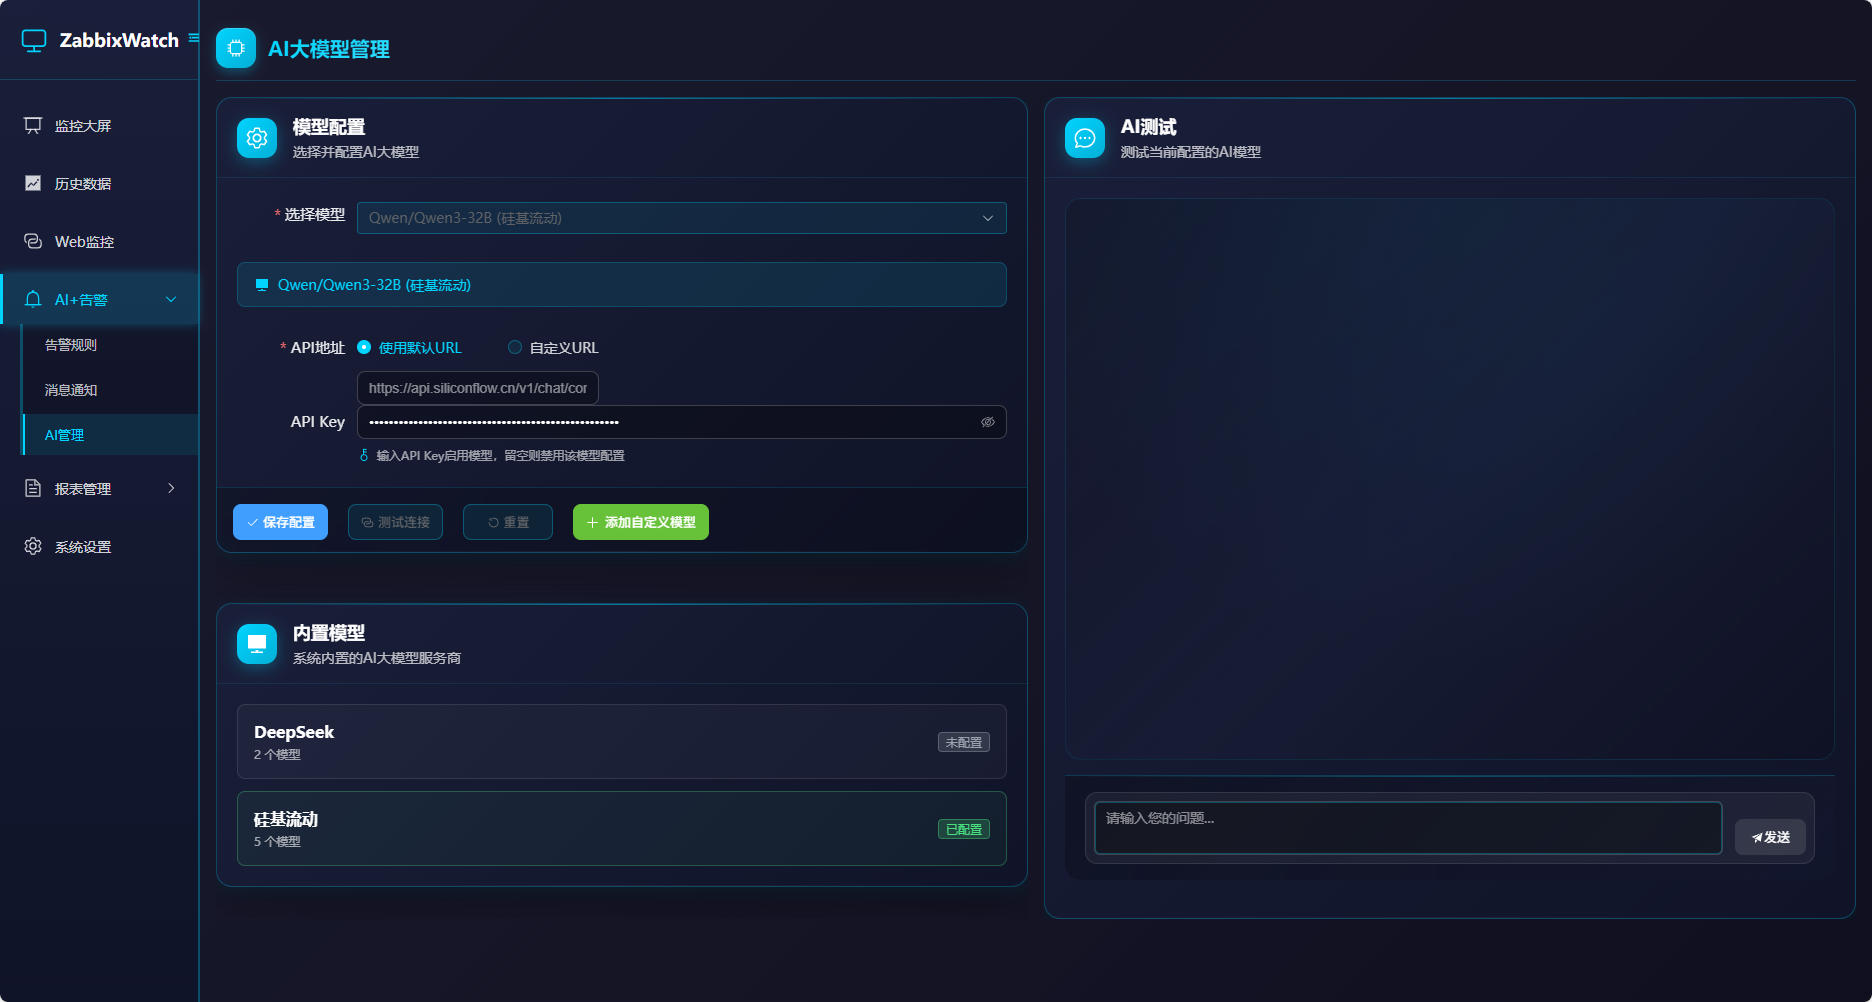 ZabbixWatch
监控大屏
历史数据
Web监控
AI+告警
告警规则
消息通知
AI管理
报表管理
系统设置
AI大模型管理
模型配置
选择并配置AI大模型
* 选择模型
Qwen/Qwen3-32B (硅基流动)
Qwen/Qwen3-32B (硅基流动)
* API地址
使用默认URL
自定义URL
https://api.siliconflow.cn/v1/chat/cor
API Key
输入API Key启用模型，留空则禁用该模型配置
保存配置
测试连接
重置
添加自定义模型
内置模型
系统内置的AI大模型服务商
DeepSeek
2 个模型
未配置
硅基流动
5 个模型
已配置
AI测试
测试当前配置的AI模型
请输入您的问题...
发送